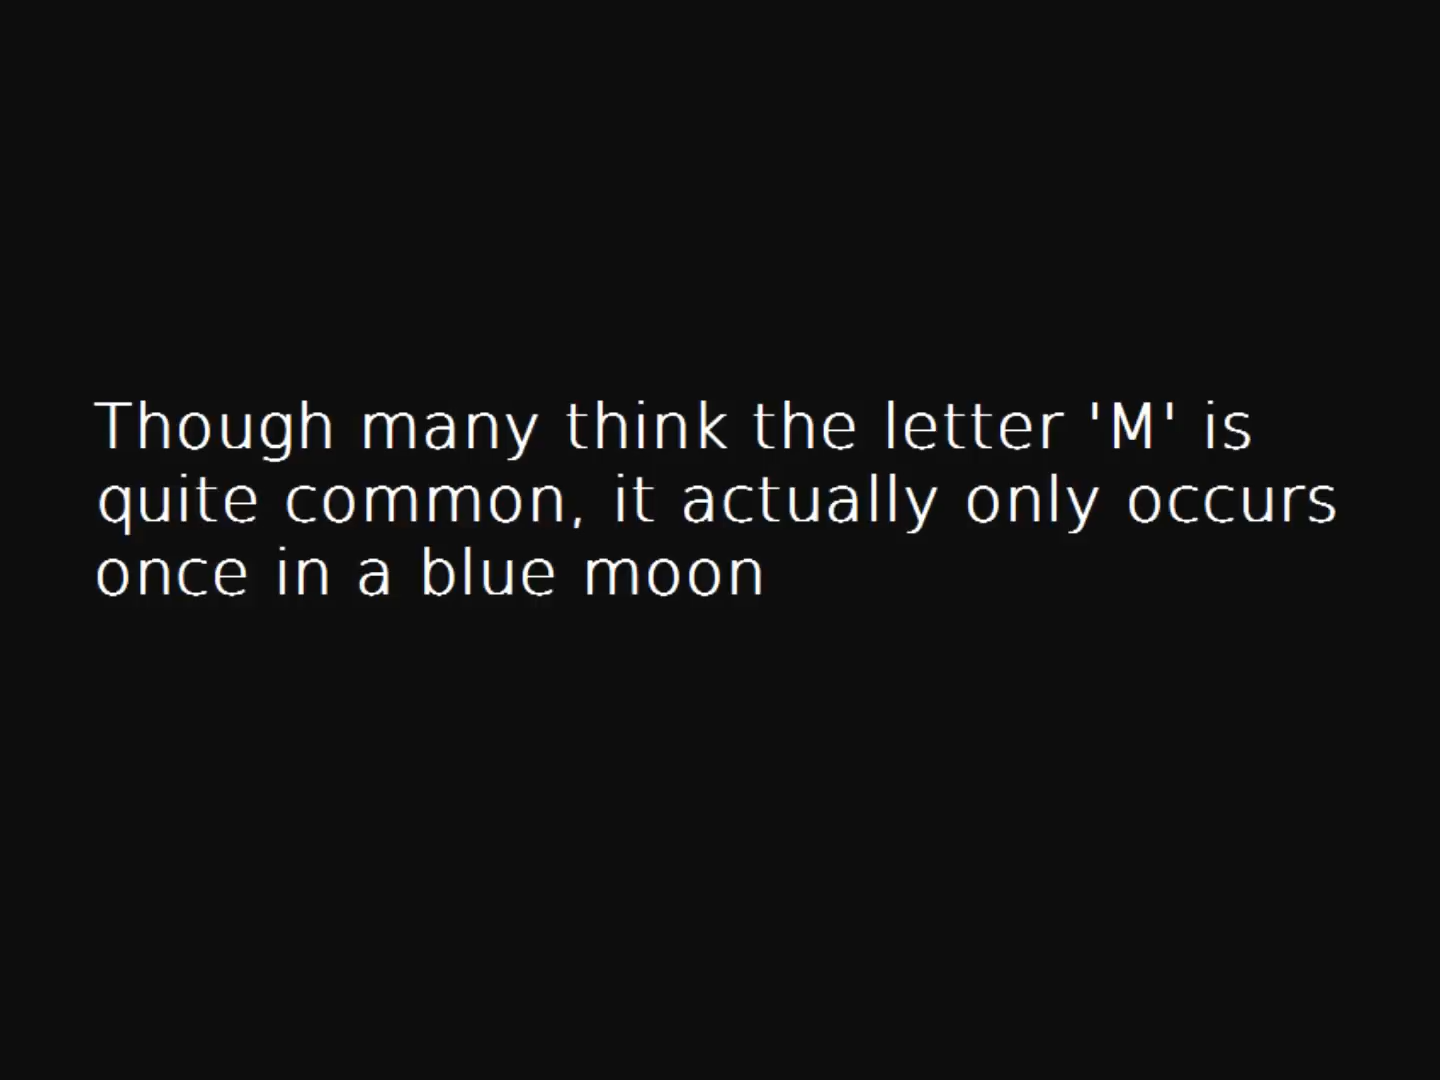 Though many think the letter 'M' is
quite common, it actually only occurs
once in a blue moon